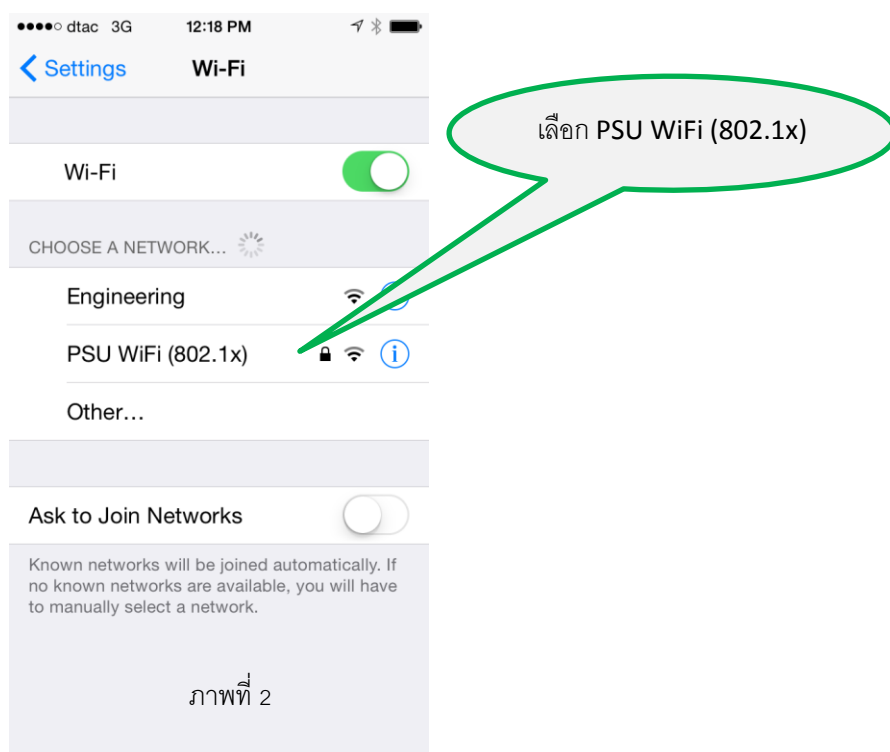 dtac 3G 12:18 PM
Settings Wi-Fi
เลือก PSU WiFi (802.1x)
Wi-Fi
CHOOSE A NETWORK...
Engineering
PSU WiFi (802.1x)
Other...
Ask to Join Networks
Known networks will be joined automatically. If
no known networks are available, you will have
to manually select a network.
ภาพที่ 2